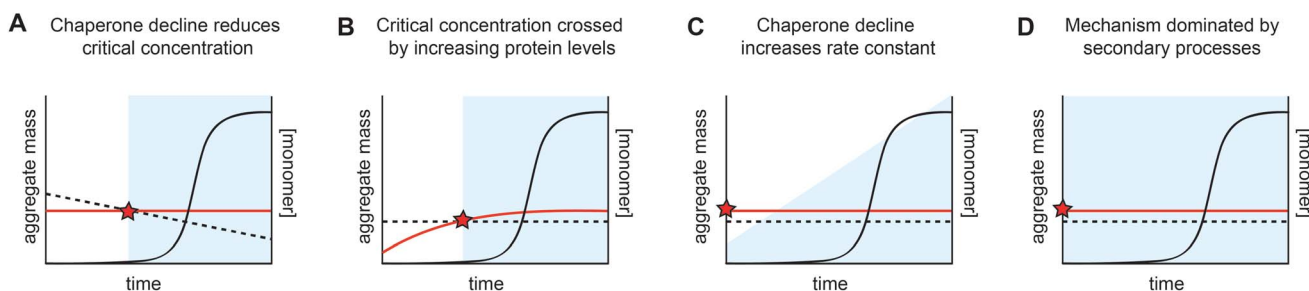 A
Chaperone decline reduces
critical concentration
aggregate mass
[monomer]
time
B
Critical concentration crossed
by increasing protein levels
aggregate mass
[monomer]
time
C
Chaperone decline
increases rate constant
aggregate mass
[monomer]
time
D
Mechanism dominated by
secondary processes
aggregate mass
[monomer]
time